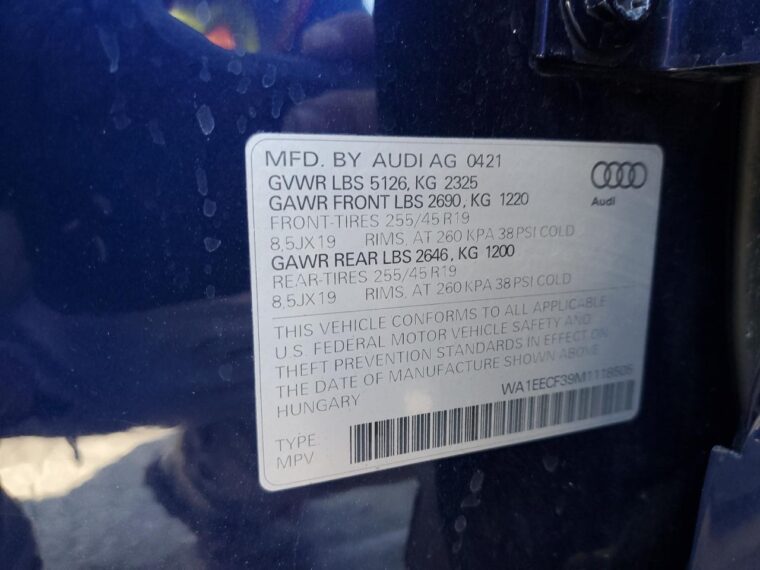 MFD. BY AUDI AG 0421
GVWR LBS 5126, KG 2325
GAWR FRONT LBS 2690, KG 1220
FRONT-TIRES 255/45 R19
8,5JX19 RIMS, AT 260 KPA 38 PSI COLD
GAWR REAR LBS 2646, KG 1200
REAR-TIRES 255/45 R19
8,5JX19 RIMS, AT 260 KPA 38 PSI COLD
Audi
THIS VEHICLE CONFORMS TO ALL APPLICABLE
U.S. FEDERAL MOTOR VEHICLE SAFETY AND
THEFT PREVENTION STANDARDS IN EFFECT ON
THE DATE OF MANUFACTURE SHOWN ABOVE
HUNGARY
TYPE
MPV